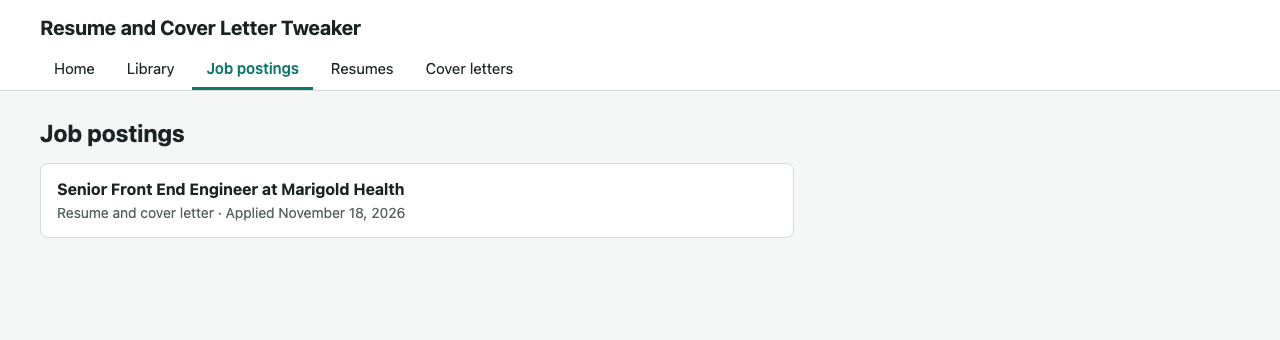 Resume and Cover Letter Tweaker
Home Library Job postings Resumes Cover letters
Job postings
Senior Front End Engineer at Marigold Health
Resume and cover letter · Applied November 18, 2026